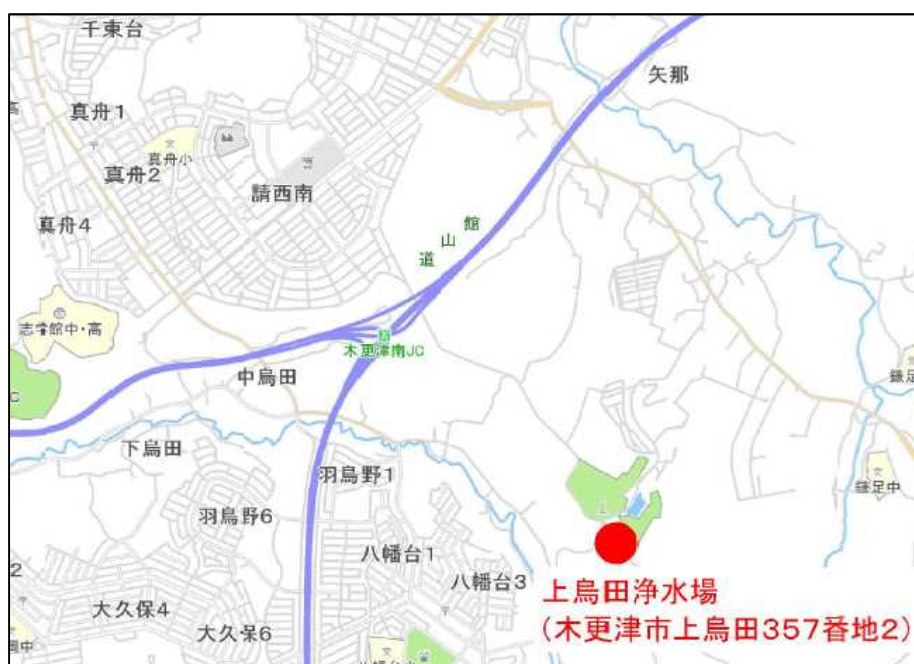 千束台
矢那
真舟1
真舟小
真舟2
請西南
真舟4
館
山
道
志学館中・高
木更津南JC
中烏田
下烏田
羽鳥野1
鎌足中
羽鳥野6
八幡台1
八幡台3
大久保4
大久保6
上烏田浄水場
(木更津市上烏田357番地2)